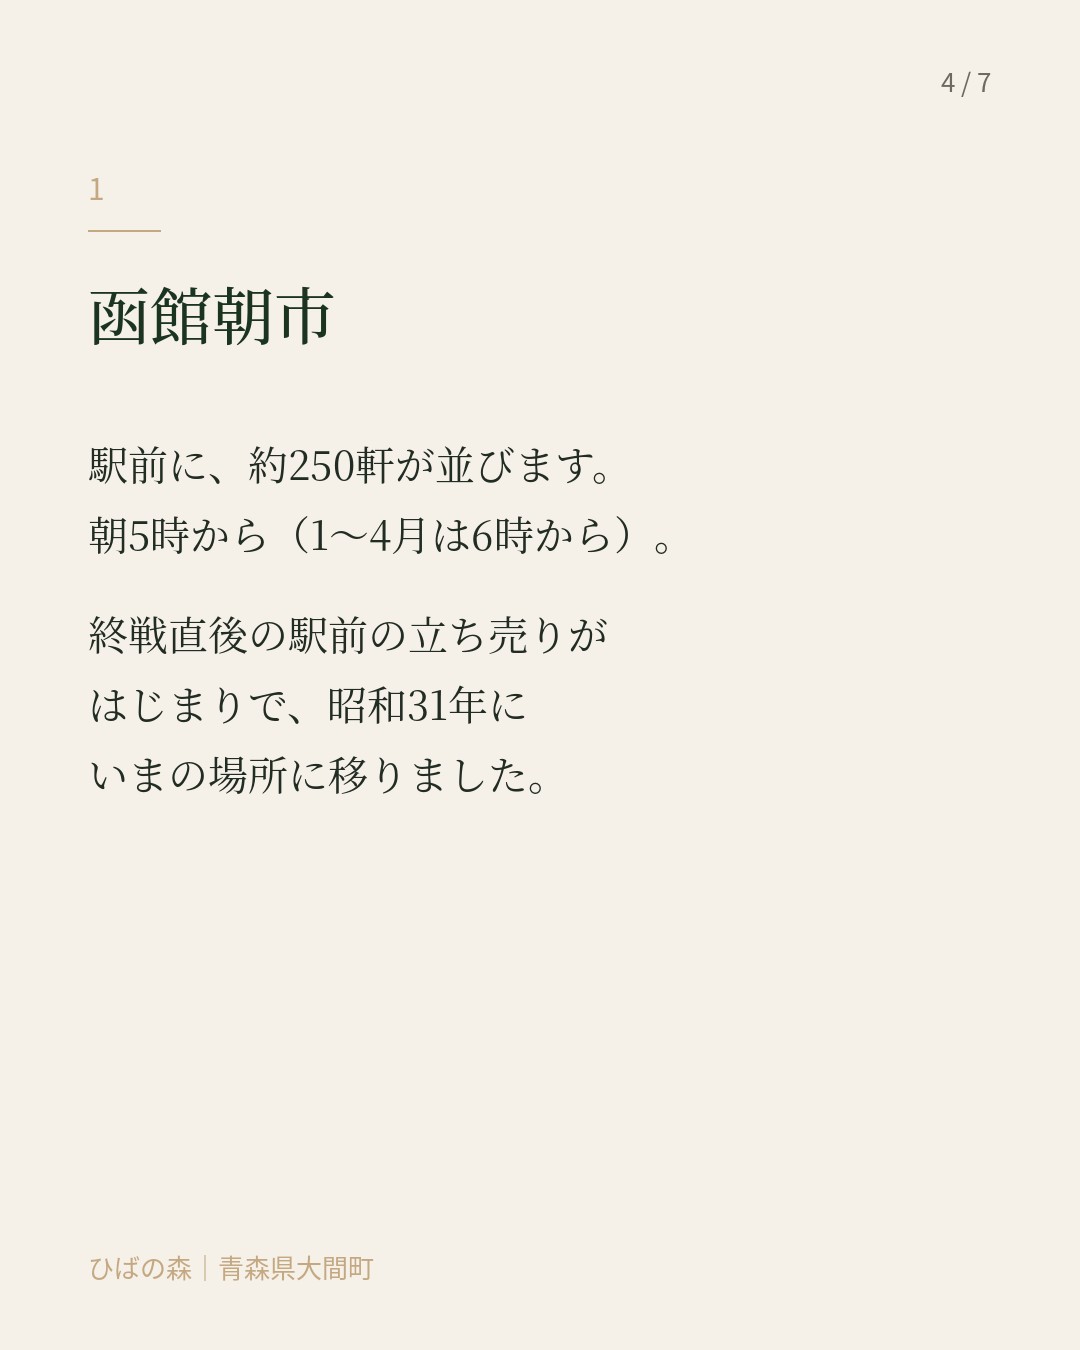 4 / 7
1
函館朝市
駅前に、約250軒が並びます。
朝5時から（1〜4月は6時から）。
終戦直後の駅前の立ち売りが
はじまりで、昭和31年に
いまの場所に移りました。
ひばの森｜青森県大間町